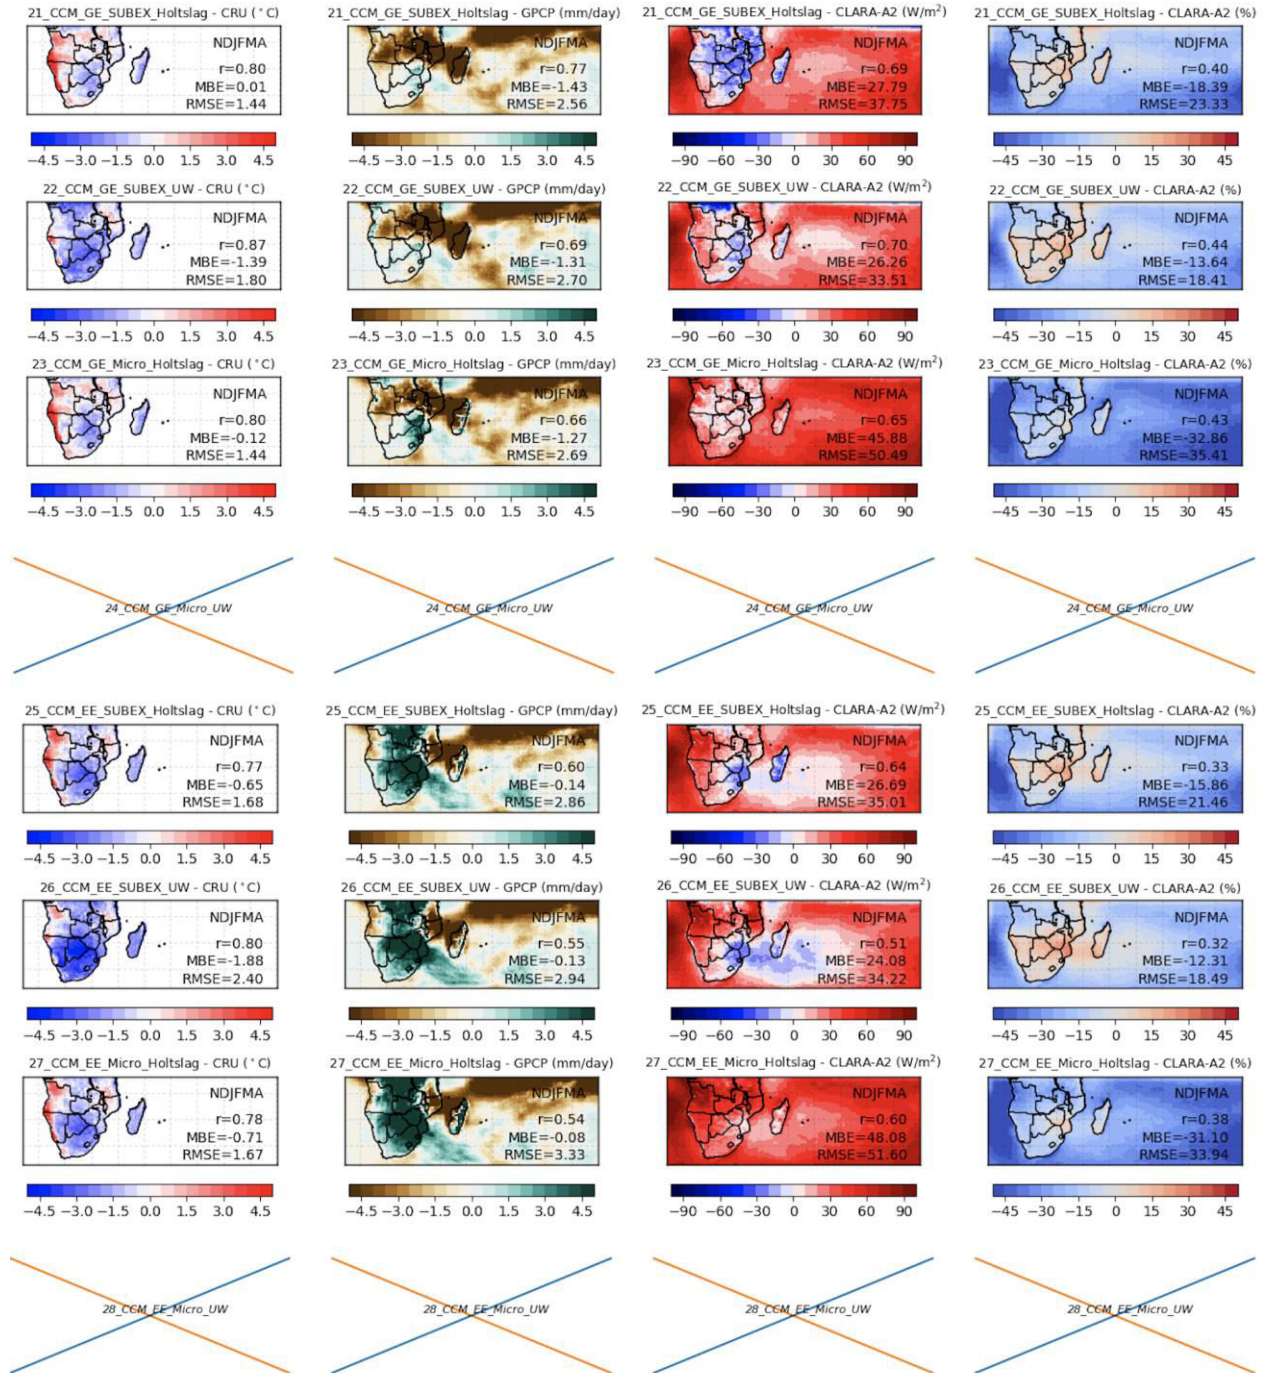 21_CCM_GE_SUBEX_Holtslag - CRU (°C)
NDJFMA
r=0.80
MBE=0.01
RMSE=1.44
−4.5 −3.0 −1.5 0.0 1.5 3.0 4.5
21_CCM_GE_SUBEX_Holtslag - GPCP (mm/day)
NDJFMA
r=0.77
MBE=-1.43
RMSE=2.56
−4.5 −3.0 −1.5 0.0 1.5 3.0 4.5
21_CCM_GE_SUBEX_Holtslag - CLARA-A2 (W/m²)
NDJFMA
r=0.69
MBE=27.79
RMSE=37.75
−90 −60 −30 0 30 60 90
21_CCM_GE_SUBEX_Holtslag - CLARA-A2 (%)
NDJFMA
r=0.40
MBE=-18.39
RMSE=23.33
−45 −30 −15 0 15 30 45
22_CCM_GE_SUBEX_UW - CRU (°C)
NDJFMA
r=0.87
MBE=-1.39
RMSE=1.80
−4.5 −3.0 −1.5 0.0 1.5 3.0 4.5
22_CCM_GE_SUBEX_UW - GPCP (mm/day)
NDJFMA
r=0.69
MBE=-1.31
RMSE=2.70
−4.5 −3.0 −1.5 0.0 1.5 3.0 4.5
22_CCM_GE_SUBEX_UW - CLARA-A2 (W/m²)
NDJFMA
r=0.70
MBE=26.26
RMSE=33.51
−90 −60 −30 0 30 60 90
22_CCM_GE_SUBEX_UW - CLARA-A2 (%)
NDJFMA
r=0.44
MBE=-13.64
RMSE=18.41
−45 −30 −15 0 15 30 45
23_CCM_GE_Micro_Holtslag - CRU (°C)
NDJFMA
r=0.80
MBE=-0.12
RMSE=1.44
−4.5 −3.0 −1.5 0.0 1.5 3.0 4.5
23_CCM_GE_Micro_Holtslag - GPCP (mm/day)
NDJFMA
r=0.66
MBE=-1.27
RMSE=2.69
−4.5 −3.0 −1.5 0.0 1.5 3.0 4.5
23_CCM_GE_Micro_Holtslag - CLARA-A2 (W/m²)
NDJFMA
r=0.65
MBE=45.88
RMSE=50.49
−90 −60 −30 0 30 60 90
23_CCM_GE_Micro_Holtslag - CLARA-A2 (%)
NDJFMA
r=0.43
MBE=-32.86
RMSE=35.41
−45 −30 −15 0 15 30 45
24_CCM_GE_Micro_UW
24_CCM_GE_Micro_UW
24_CCM_GE_Micro_UW
24_CCM_GE_Micro_UW
25_CCM_EE_SUBEX_Holtslag - CRU (°C)
NDJFMA
r=0.77
MBE=-0.65
RMSE=1.68
−4.5 −3.0 −1.5 0.0 1.5 3.0 4.5
25_CCM_EE_SUBEX_Holtslag - GPCP (mm/day)
NDJFMA
r=0.60
MBE=-0.14
RMSE=2.86
−4.5 −3.0 −1.5 0.0 1.5 3.0 4.5
25_CCM_EE_SUBEX_Holtslag - CLARA-A2 (W/m²)
NDJFMA
r=0.64
MBE=26.69
RMSE=35.01
−90 −60 −30 0 30 60 90
25_CCM_EE_SUBEX_Holtslag - CLARA-A2 (%)
NDJFMA
r=0.33
MBE=-15.86
RMSE=21.46
−45 −30 −15 0 15 30 45
26_CCM_EE_SUBEX_UW - CRU (°C)
NDJFMA
r=0.80
MBE=-1.88
RMSE=2.40
−4.5 −3.0 −1.5 0.0 1.5 3.0 4.5
26_CCM_EE_SUBEX_UW - GPCP (mm/day)
NDJFMA
r=0.55
MBE=-0.13
RMSE=2.94
−4.5 −3.0 −1.5 0.0 1.5 3.0 4.5
26_CCM_EE_SUBEX_UW - CLARA-A2 (W/m²)
NDJFMA
r=0.51
MBE=24.08
RMSE=34.22
−90 −60 −30 0 30 60 90
26_CCM_EE_SUBEX_UW - CLARA-A2 (%)
NDJFMA
r=0.32
MBE=-12.31
RMSE=18.49
−45 −30 −15 0 15 30 45
27_CCM_EE_Micro_Holtslag - CRU (°C)
NDJFMA
r=0.78
MBE=-0.71
RMSE=1.67
−4.5 −3.0 −1.5 0.0 1.5 3.0 4.5
27_CCM_EE_Micro_Holtslag - GPCP (mm/day)
NDJFMA
r=0.54
MBE=-0.08
RMSE=3.33
−4.5 −3.0 −1.5 0.0 1.5 3.0 4.5
27_CCM_EE_Micro_Holtslag - CLARA-A2 (W/m²)
NDJFMA
r=0.60
MBE=48.08
RMSE=51.60
−90 −60 −30 0 30 60 90
27_CCM_EE_Micro_Holtslag - CLARA-A2 (%)
NDJFMA
r=0.38
MBE=-31.10
RMSE=33.94
−45 −30 −15 0 15 30 45
28_CCM_EE_Micro_UW
28_CCM_EE_Micro_UW
28_CCM_EE_Micro_UW
28_CCM_EE_Micro_UW